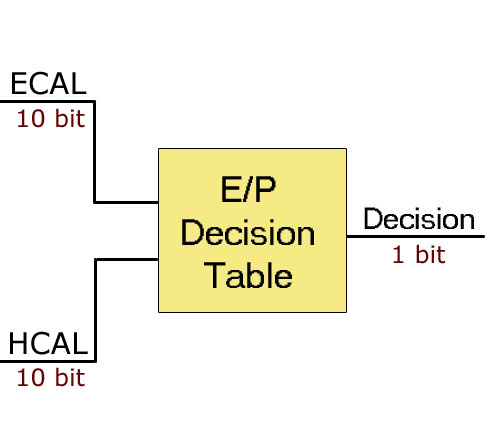 ECAL
10 bit
E/P
Decision
Table
Decision
1 bit
HCAL
10 bit